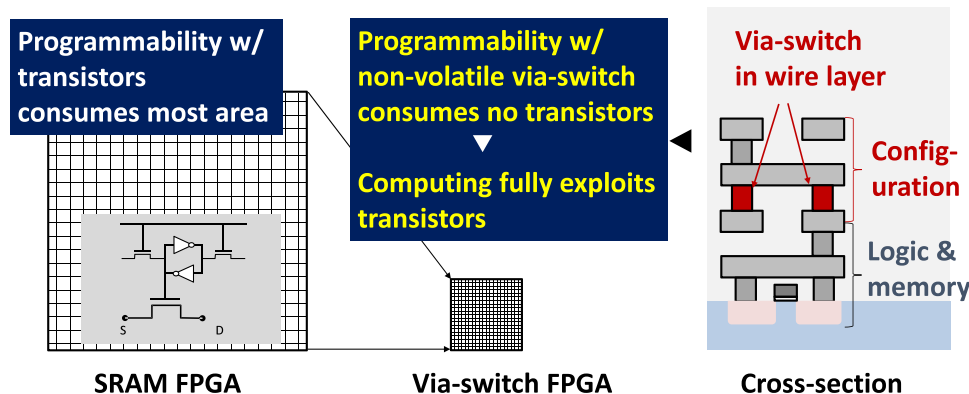 Programmability w/
transistors
consumes most area
S
D
SRAM FPGA
Programmability w/
non-volatile via-switch
consumes no transistors
Computing fully exploits
transistors
Via-switch FPGA
Via-switch
in wire layer
Config-
uration
Logic &
memory
Cross-section